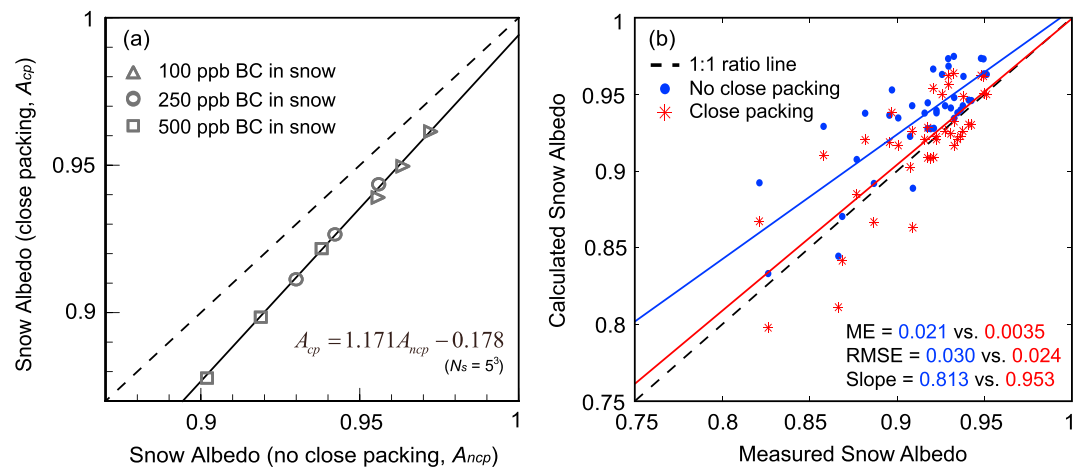 (a)
100 ppb BC in snow
250 ppb BC in snow
500 ppb BC in snow
1
0.95
0.9
Snow Albedo (close packing, Acp)
Acp = 1.171Ancp − 0.178
(Ns = 5³)
0.9
0.95
1
Snow Albedo (no close packing, Ancp)
(b)
1:1 ratio line
No close packing
Close packing
1
0.95
0.9
0.85
0.8
0.75
Calculated Snow Albedo
ME = 0.021 vs. 0.0035
RMSE = 0.030 vs. 0.024
Slope = 0.813 vs. 0.953
0.75
0.8
0.85
0.9
0.95
1
Measured Snow Albedo